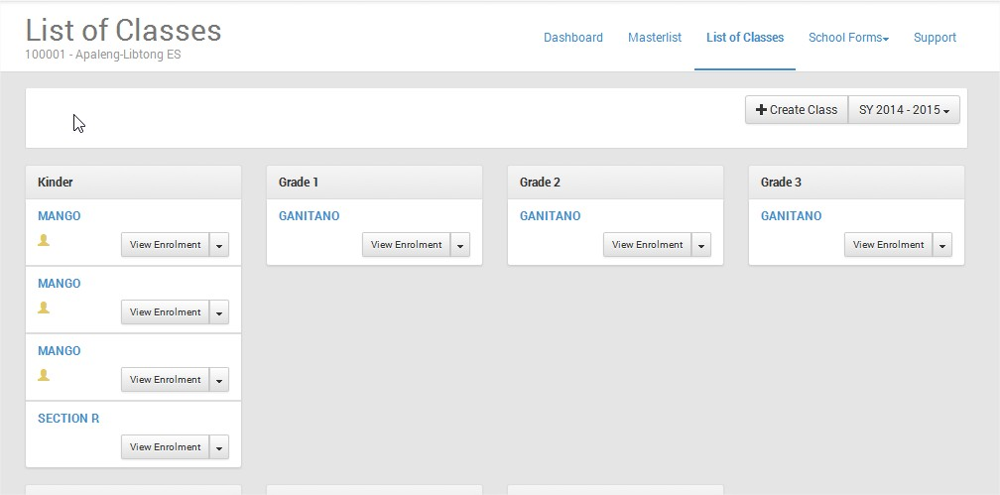 List of Classes
100001 - Apaleng-Libtong ES
Dashboard
Masterlist
List of Classes
School Forms
Support
Create Class
SY 2014 - 2015
Kinder
MANGO
View Enrolment
MANGO
View Enrolment
MANGO
View Enrolment
SECTION R
View Enrolment
Grade 1
GANITANO
View Enrolment
Grade 2
GANITANO
View Enrolment
Grade 3
GANITANO
View Enrolment